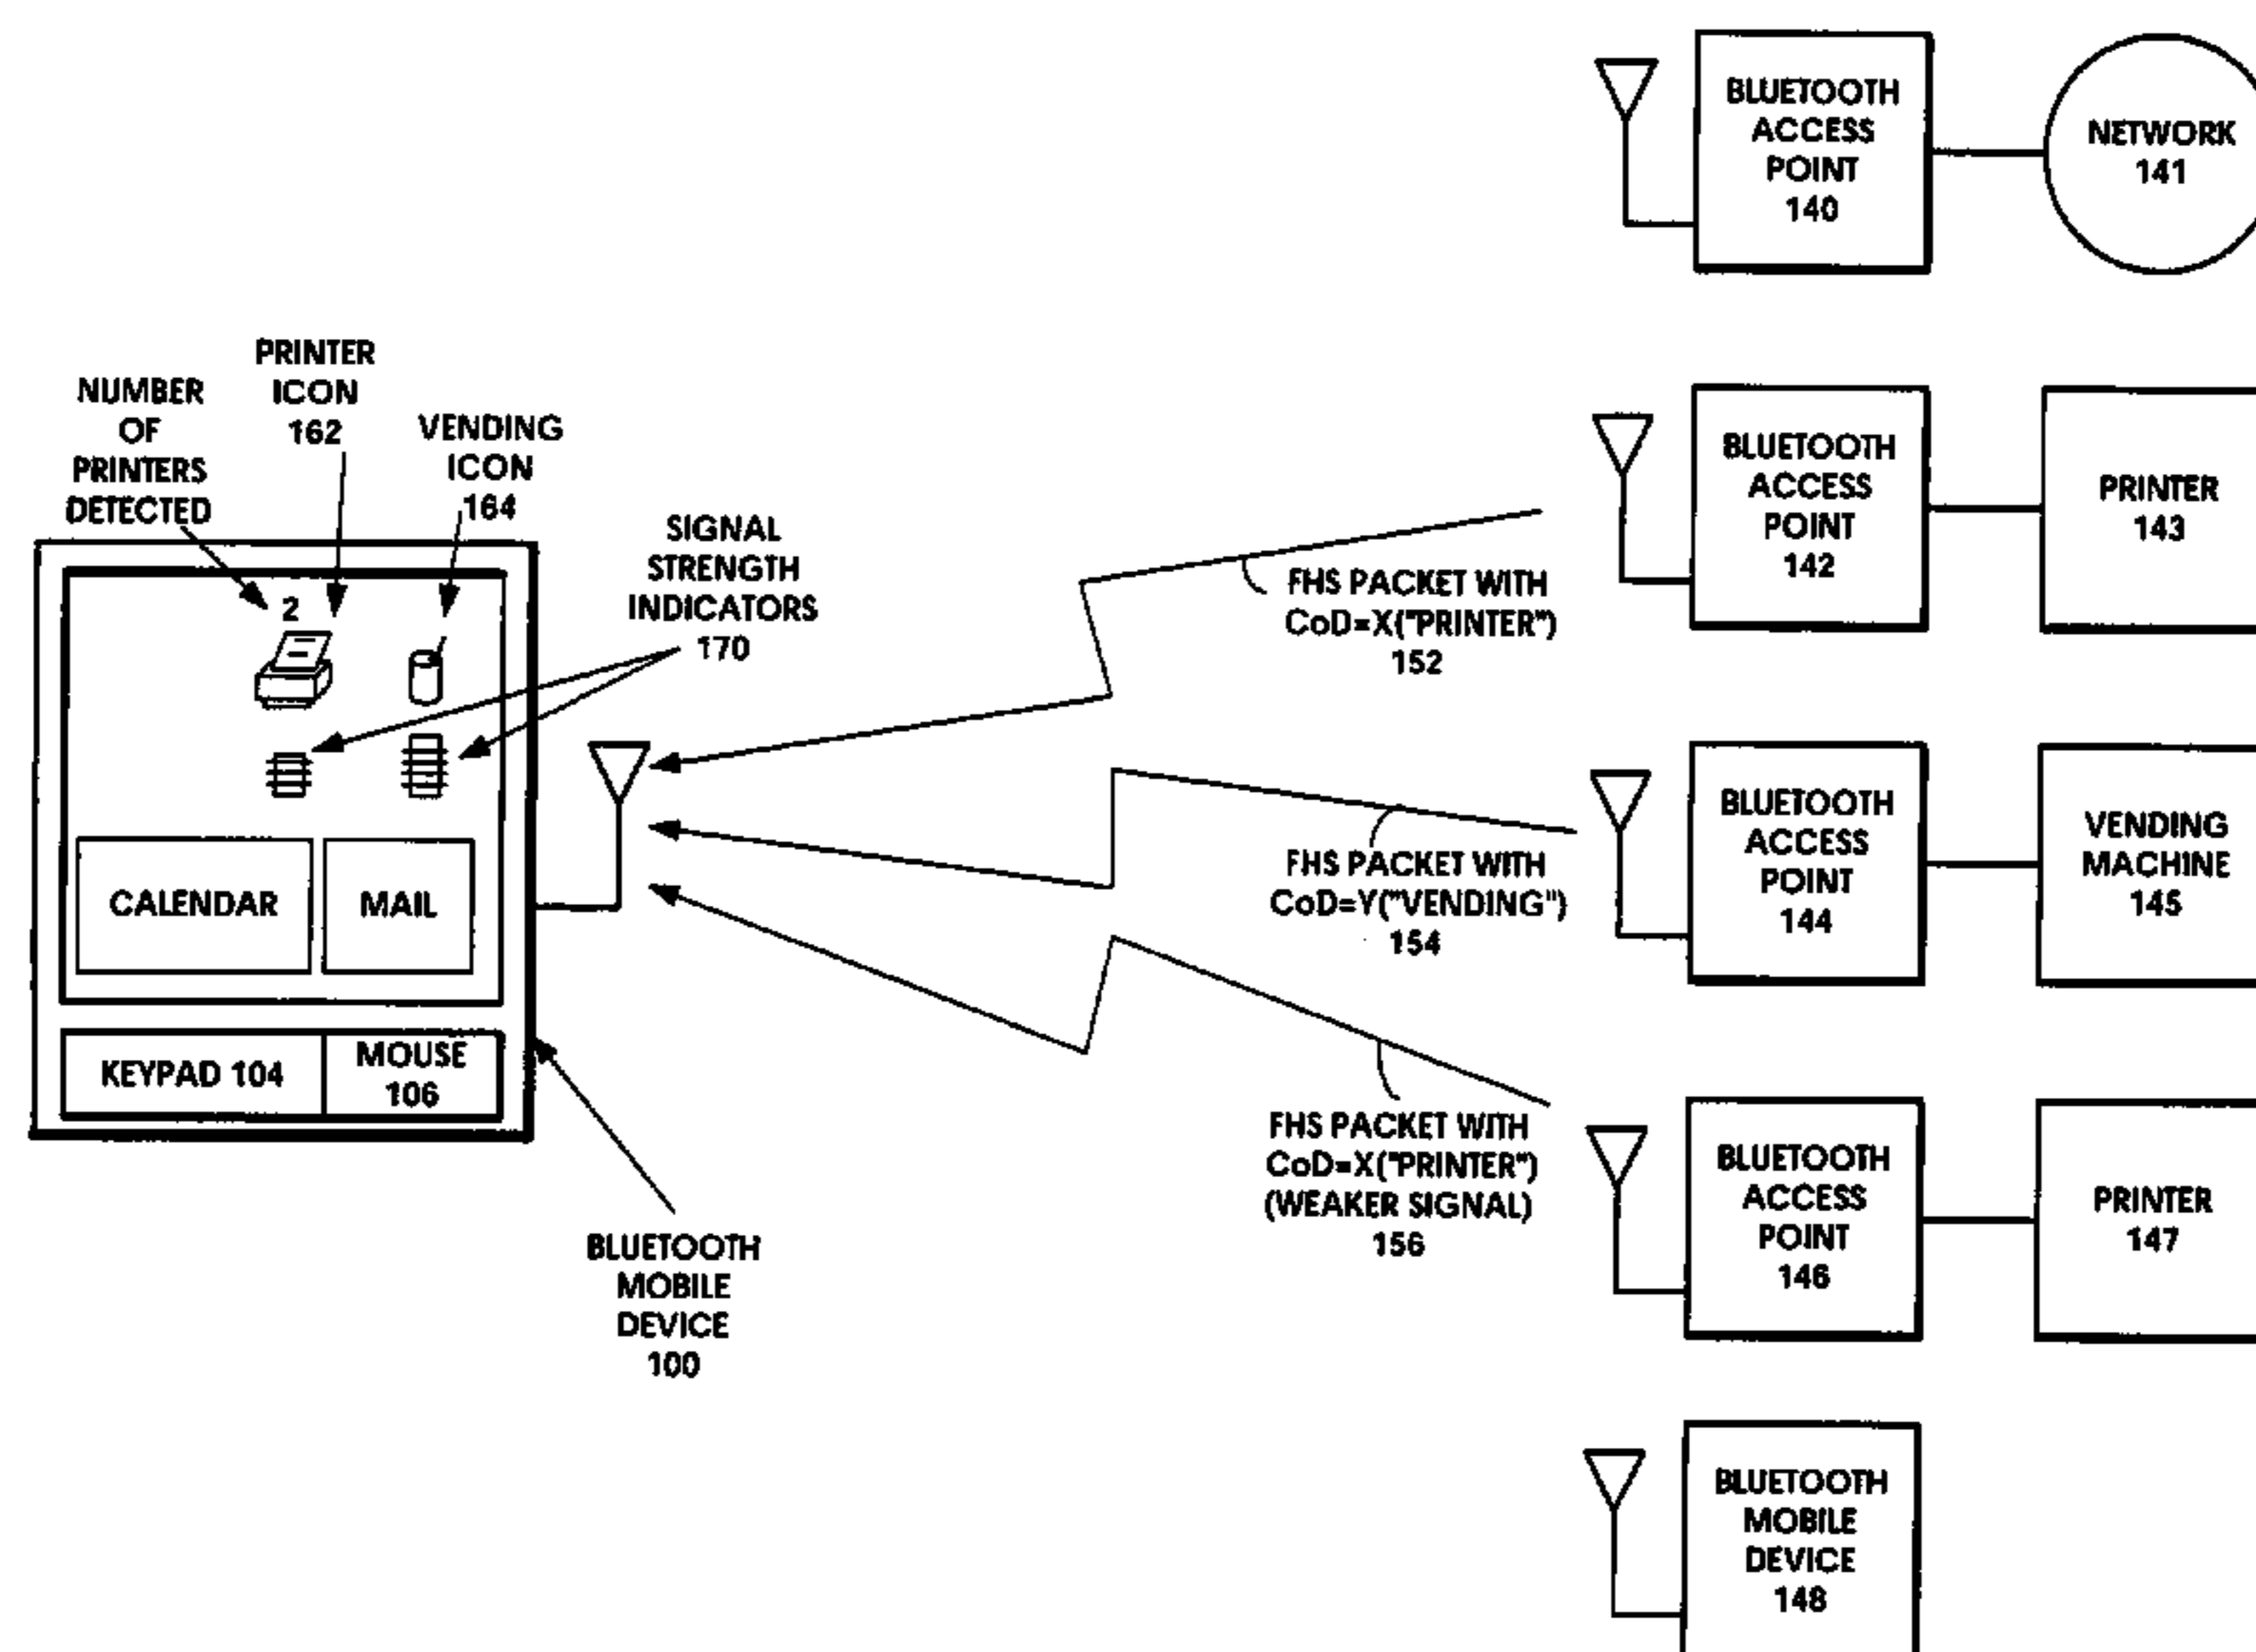 BLUETOOTH
ACCESS
POINT
140
NETWORK
141
PRINTER
ICON
162
NUMBER
OF
PRINTERS
DETECTED
VENDING
ICON
164
SIGNAL
STRENGTH
INDICATORS
170
2
CALENDAR
MAIL
KEYPAD 104
MOUSE
106
BLUETOOTH
MOBILE
DEVICE
100
FHS PACKET WITH
CoD=X("PRINTER")
152
BLUETOOTH
ACCESS
POINT
142
PRINTER
143
FHS PACKET WITH
CoD=Y("VENDING")
154
BLUETOOTH
ACCESS
POINT
144
VENDING
MACHINE
145
FHS PACKET WITH
CoD=X("PRINTER")
(WEAKER SIGNAL)
156
BLUETOOTH
ACCESS
POINT
146
PRINTER
147
BLUETOOTH
MOBILE
DEVICE
148